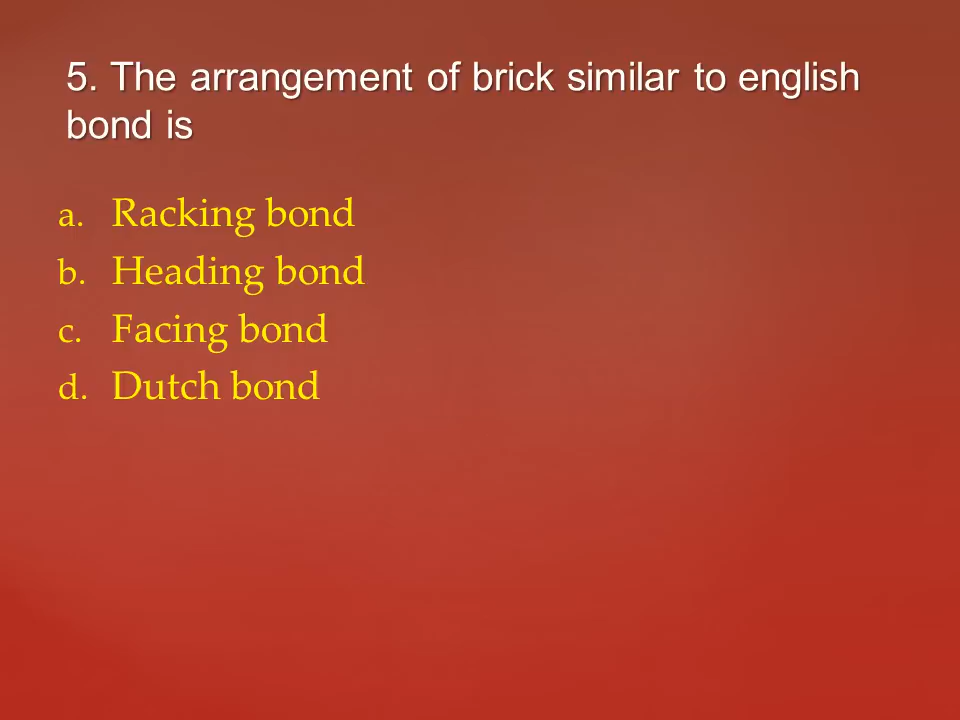 5. The arrangement of brick similar to english
bond is
a. Racking bond
b. Heading bond
c. Facing bond
d. Dutch bond